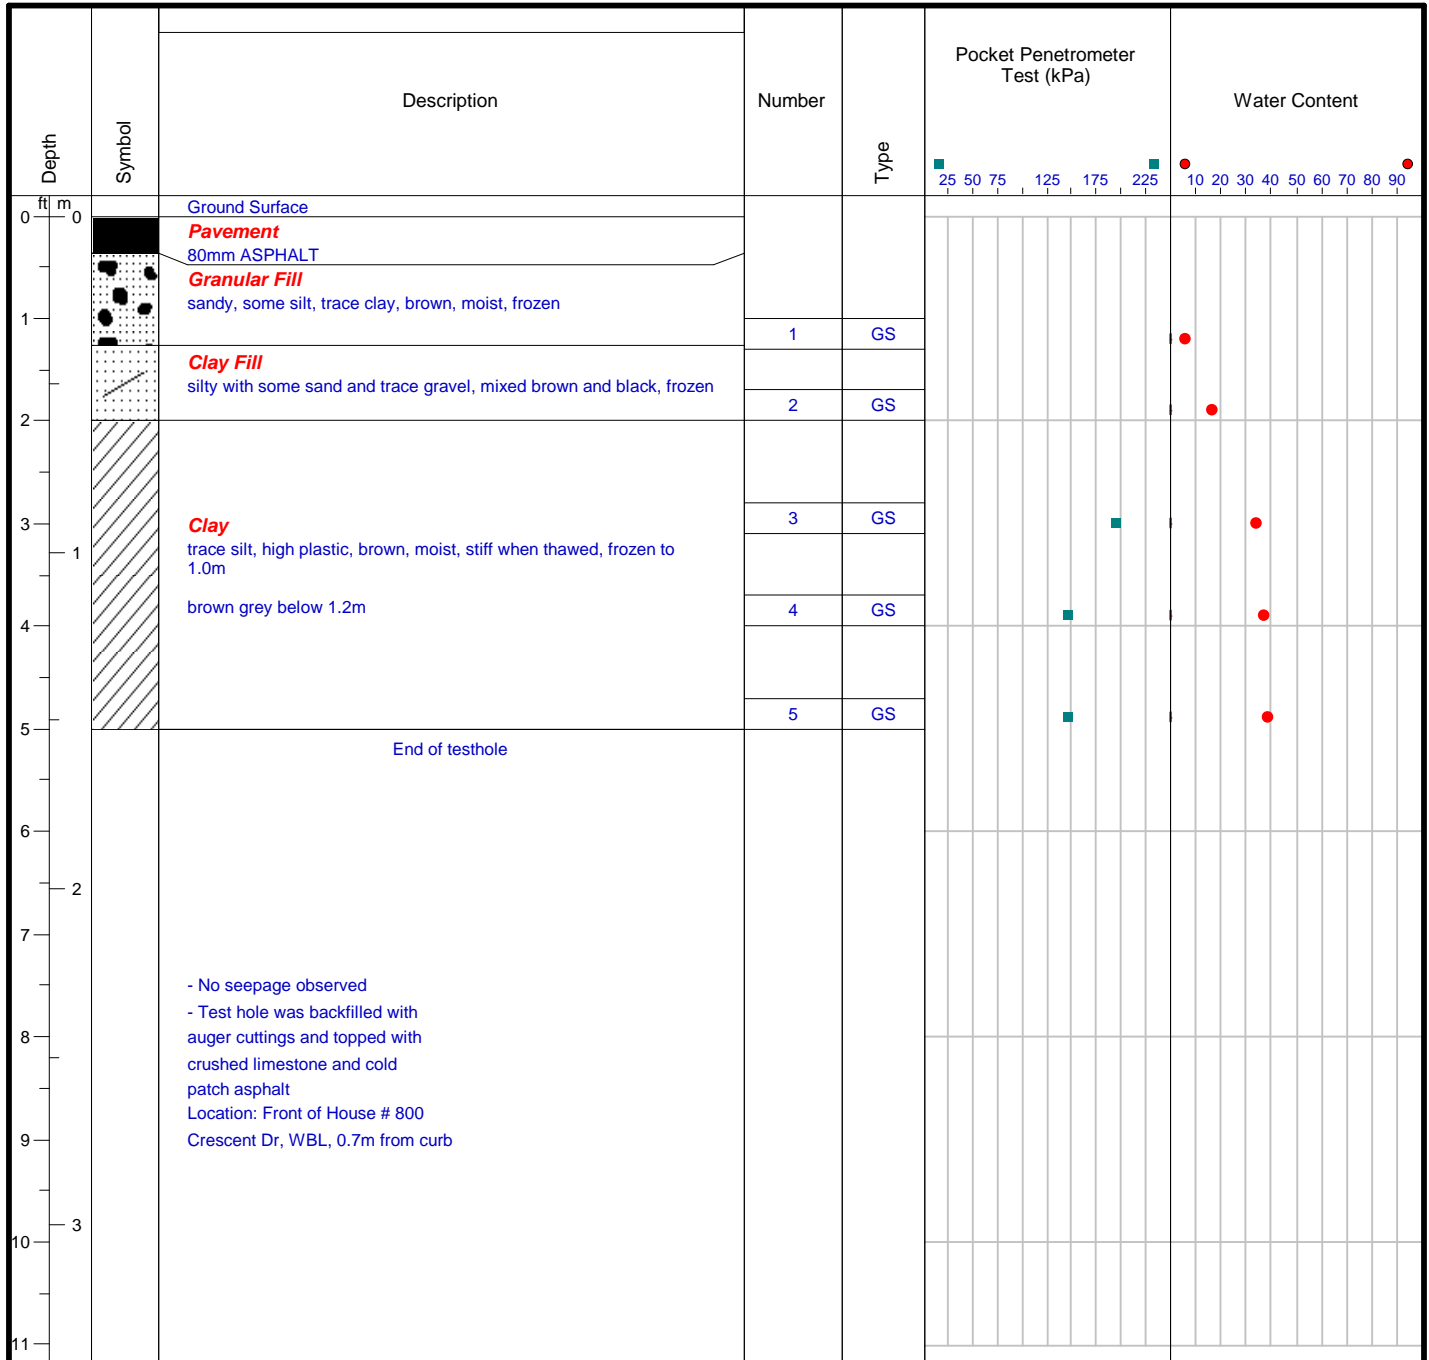 Depth
Symbol
Description
Number
Type
Pocket Penetrometer
Test (kPa)
Water Content
25 50 75 125 175 225
10 20 30 40 50 60 70 80 90
ft m
0 0
Ground Surface
Pavement
80mm ASPHALT
Granular Fill
sandy, some silt, trace clay, brown, moist, frozen
1
1 GS
Clay Fill
silty with some sand and trace gravel, mixed brown and black, frozen
2 GS
2
3
Clay
3 GS
1
trace silt, high plastic, brown, moist, stiff when thawed, frozen to
1.0m
brown grey below 1.2m
4 GS
4
5 GS
5
End of testhole
6
2
7
- No seepage observed
- Test hole was backfilled with
8
auger cuttings and topped with
crushed limestone and cold
patch asphalt
Location: Front of House # 800
9
Crescent Dr, WBL, 0.7m from curb
3
10
11